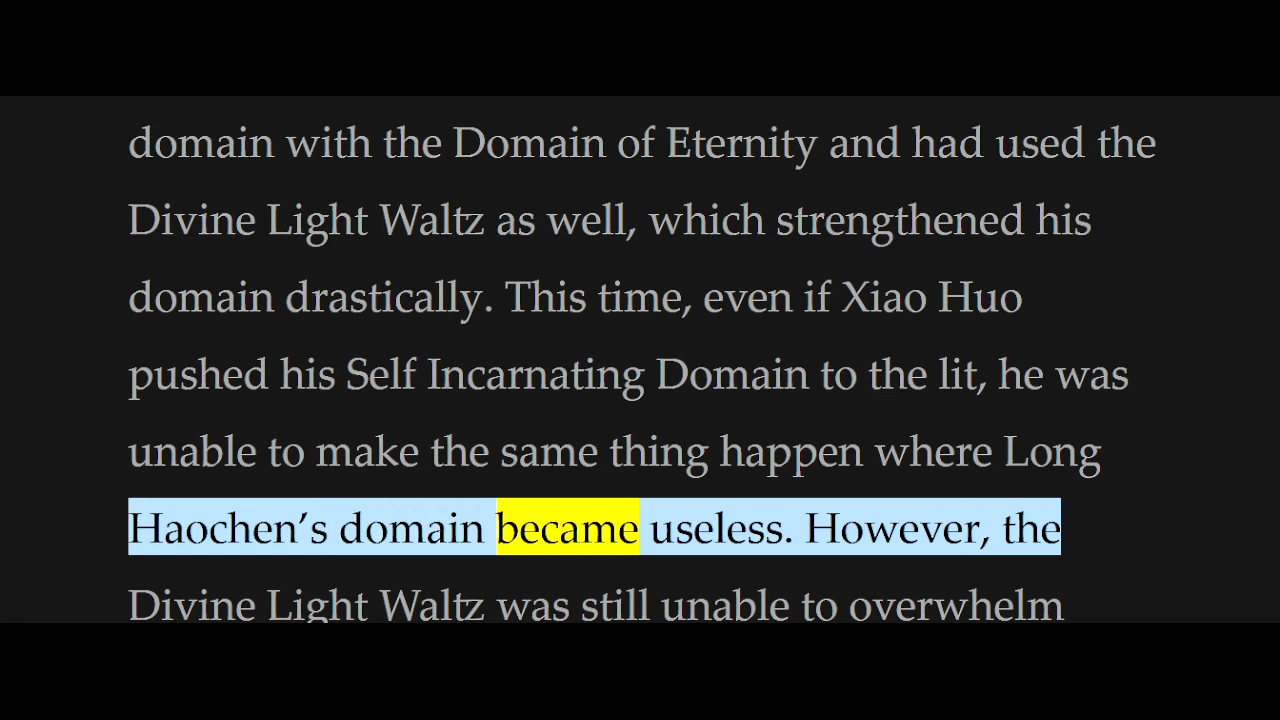 domain with the Domain of Eternity and had used the
Divine Light Waltz as well, which strengthened his
domain drastically. This time, even if Xiao Huo
pushed his Self Incarnating Domain to the lit, he was
unable to make the same thing happen where Long
Haochen’s domain became useless. However, the
Divine Light Waltz was still unable to overwhelm